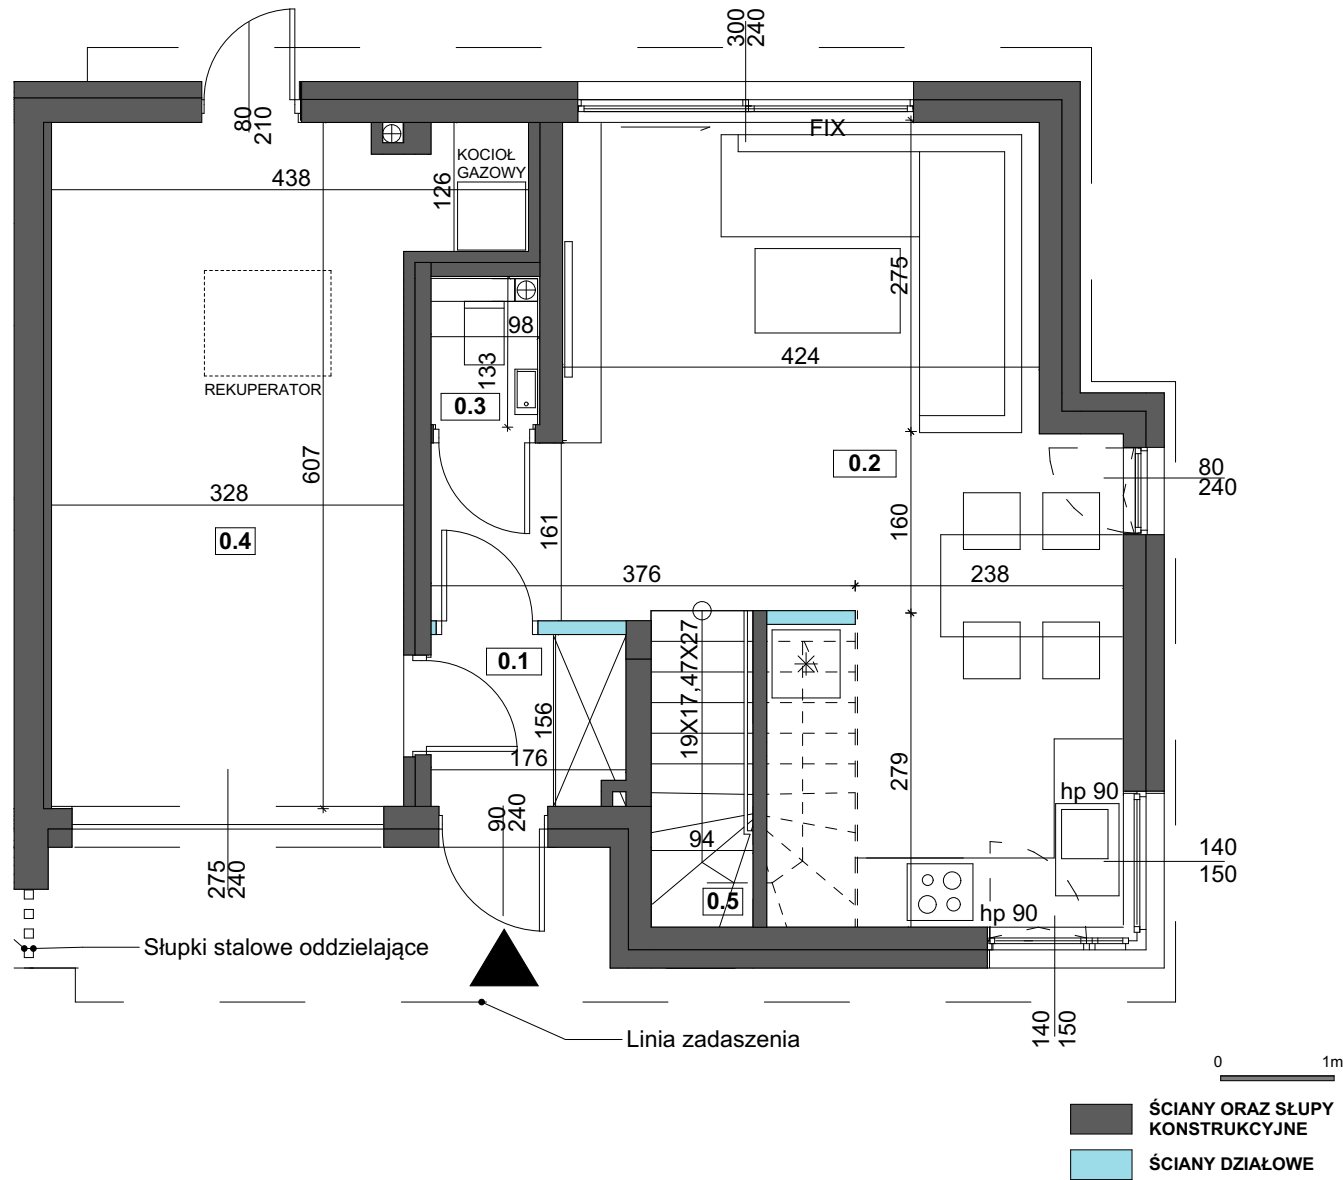 300
240
80
210
FIX
KOCIOŁ
GAZOWY
438
126
275
98
424
133
REKUPERATOR
0.3
607
0.2
80
240
328
161
160
0.4
376
238
0.1
19X17,47X27
156
176
279
hp 90
90
240
94
140
150
275
240
0.5
hp 90
Słupki stalowe oddzielające
140
150
Linia zadaszenia
0 1m
ŚCIANY ORAZ SŁUPY
KONSTRUKCYJNE
ŚCIANY DZIAŁOWE